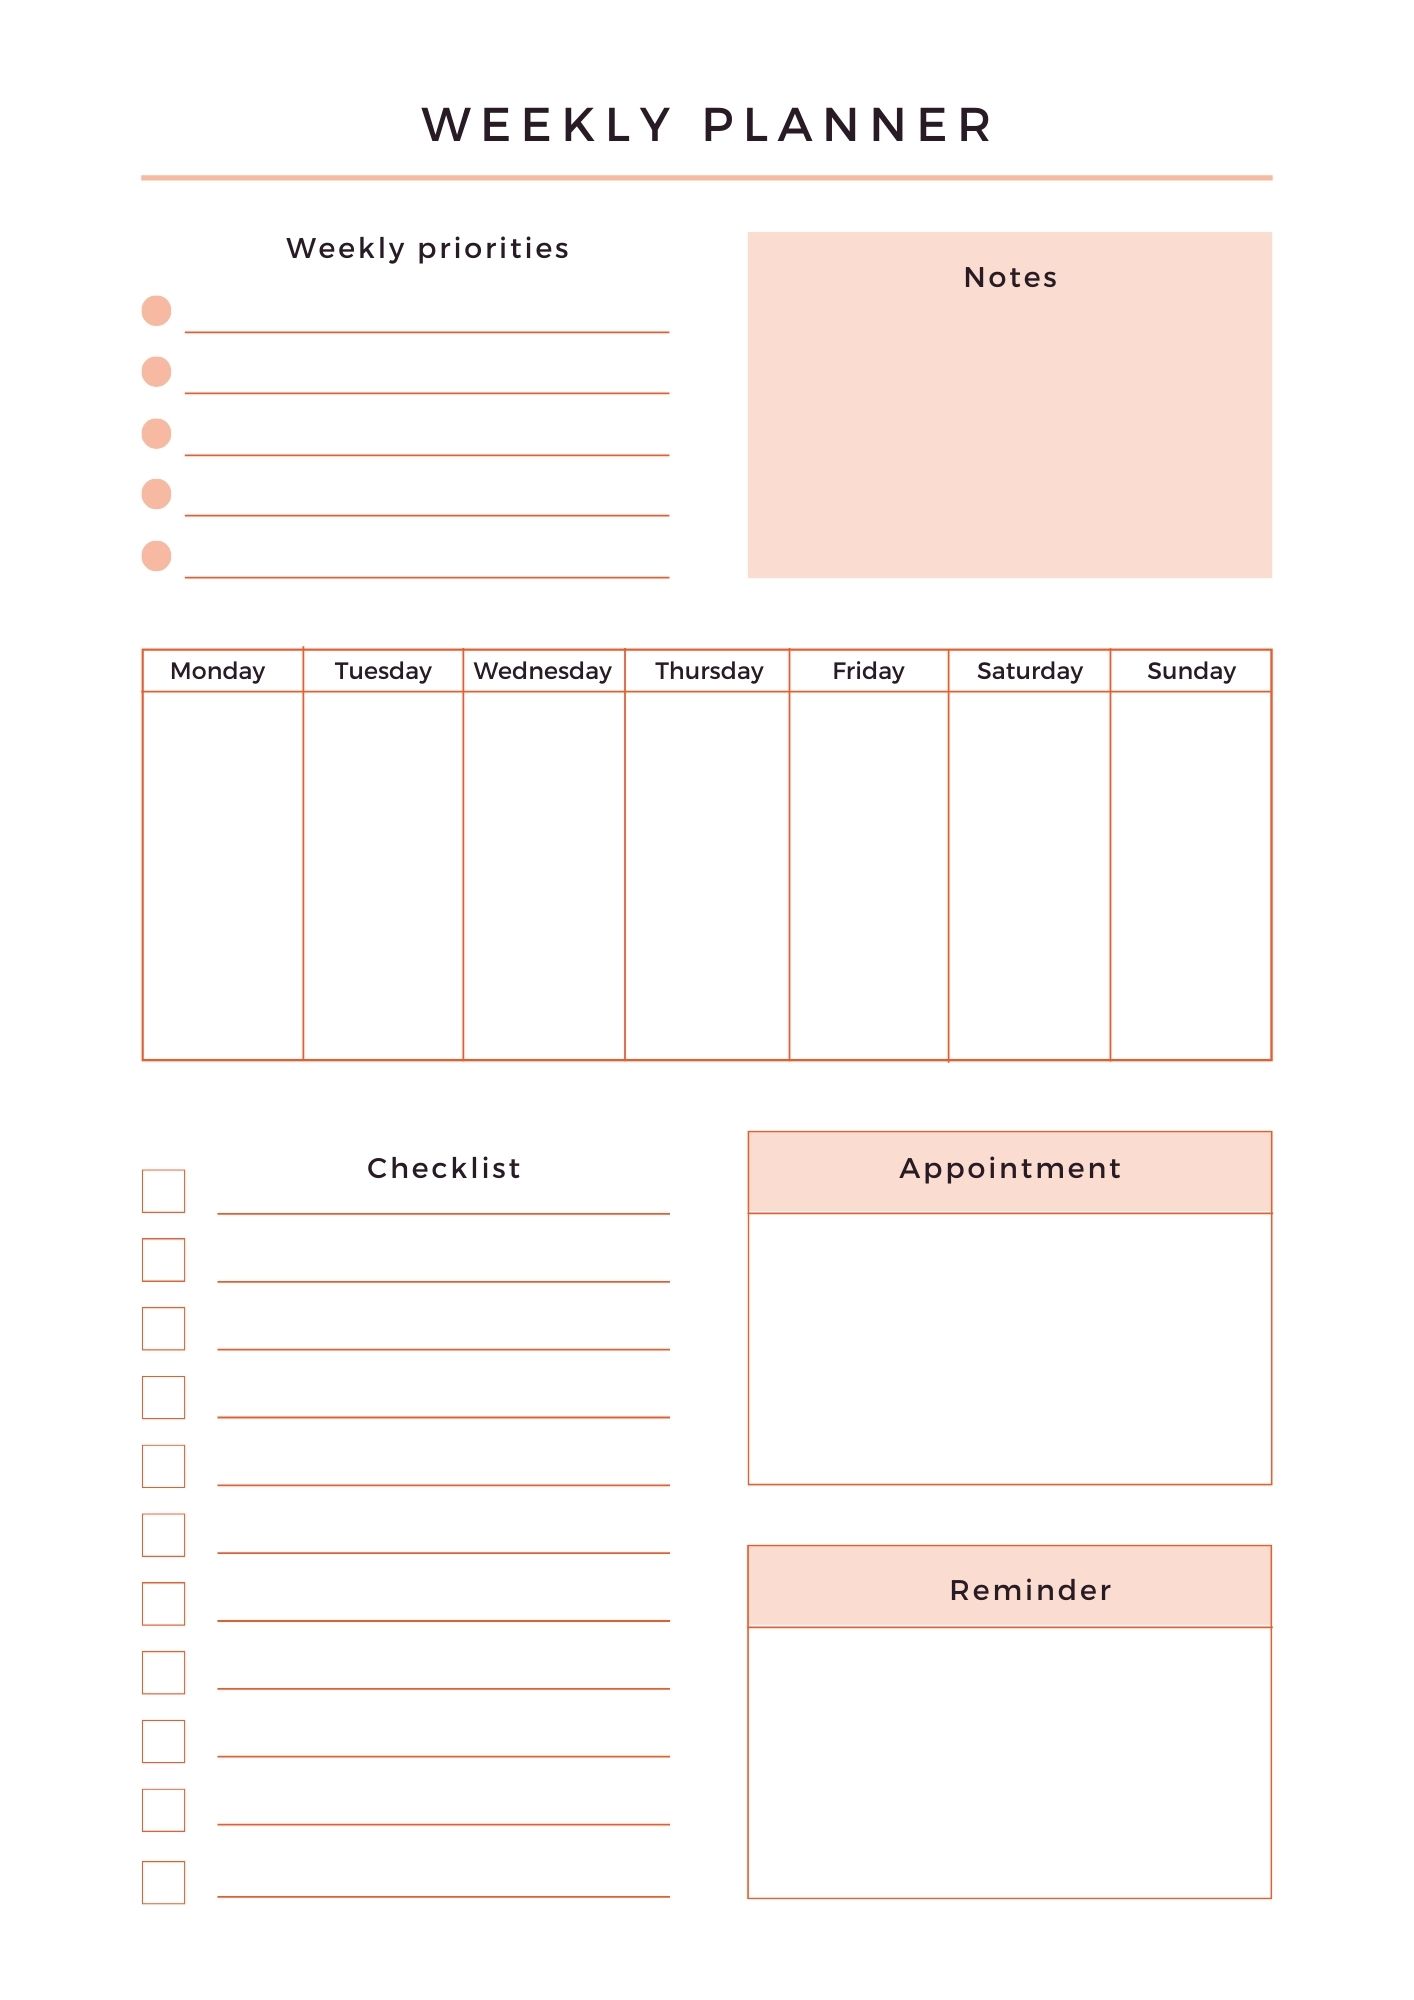 WEEKLY PLANNER
Weekly priorities
Notes
Monday Tuesday Wednesday Thursday Friday Saturday Sunday
Checklist
Appointment
Reminder